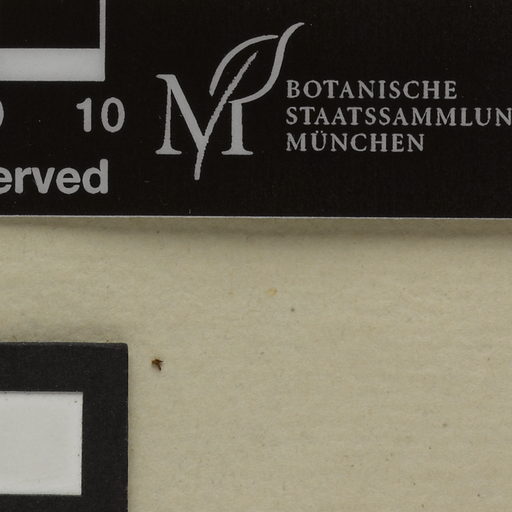 10
BOTANISCHE
STAATSSAMMLUN
MÜNCHEN
erved